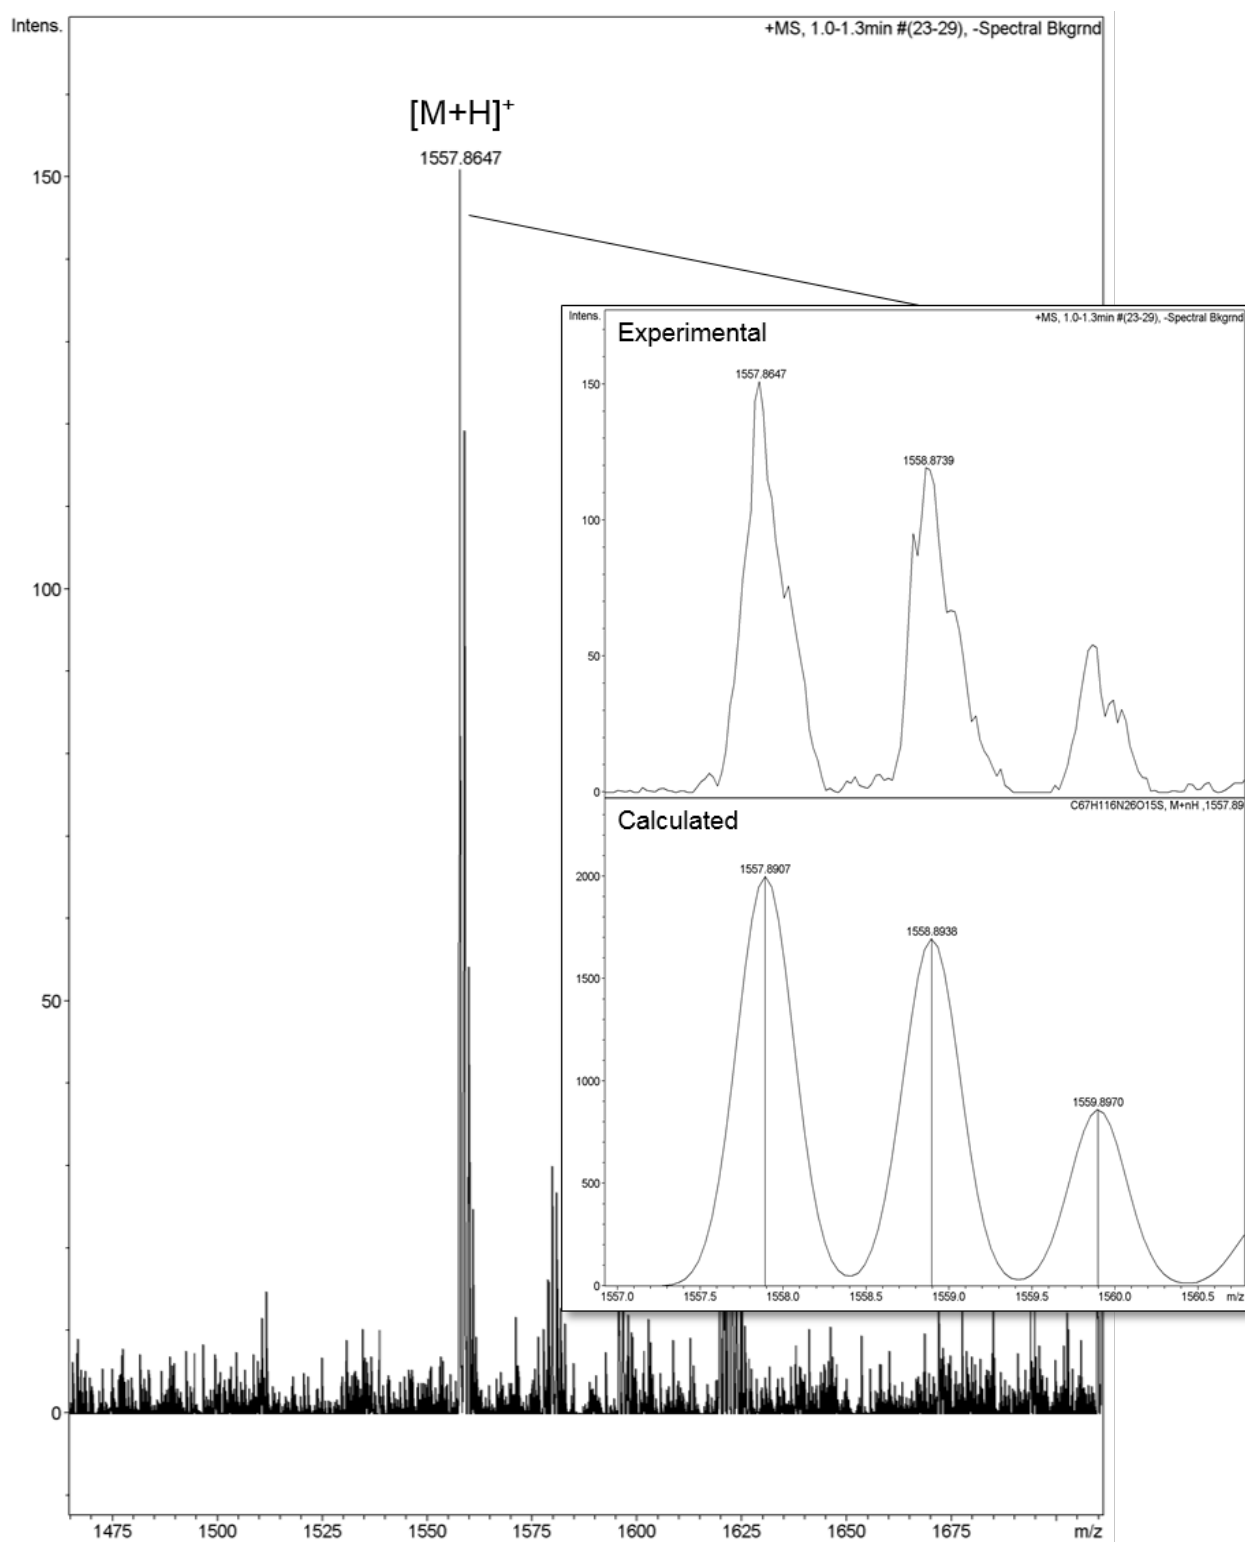 Intens.
+MS, 1.0-1.3min #(23-29), -Spectral Bkgrnd
[M+H]+
1557.8647
150
100
50
0
1475 1500 1525 1550 1575 1600 1625 1650 1675 m/z
Intens.
+MS, 1.0-1.3min #(23-29), -Spectral Bkgrnd
Experimental
1557.8647
1558.8739
150
100
50
0
C67H116N26O15S, M+nH ,1557.89
Calculated
1557.8907
1558.8938
1559.8970
2000
1500
1000
500
0
1557.0 1557.5 1558.0 1558.5 1559.0 1559.5 1560.0 1560.5 m/z